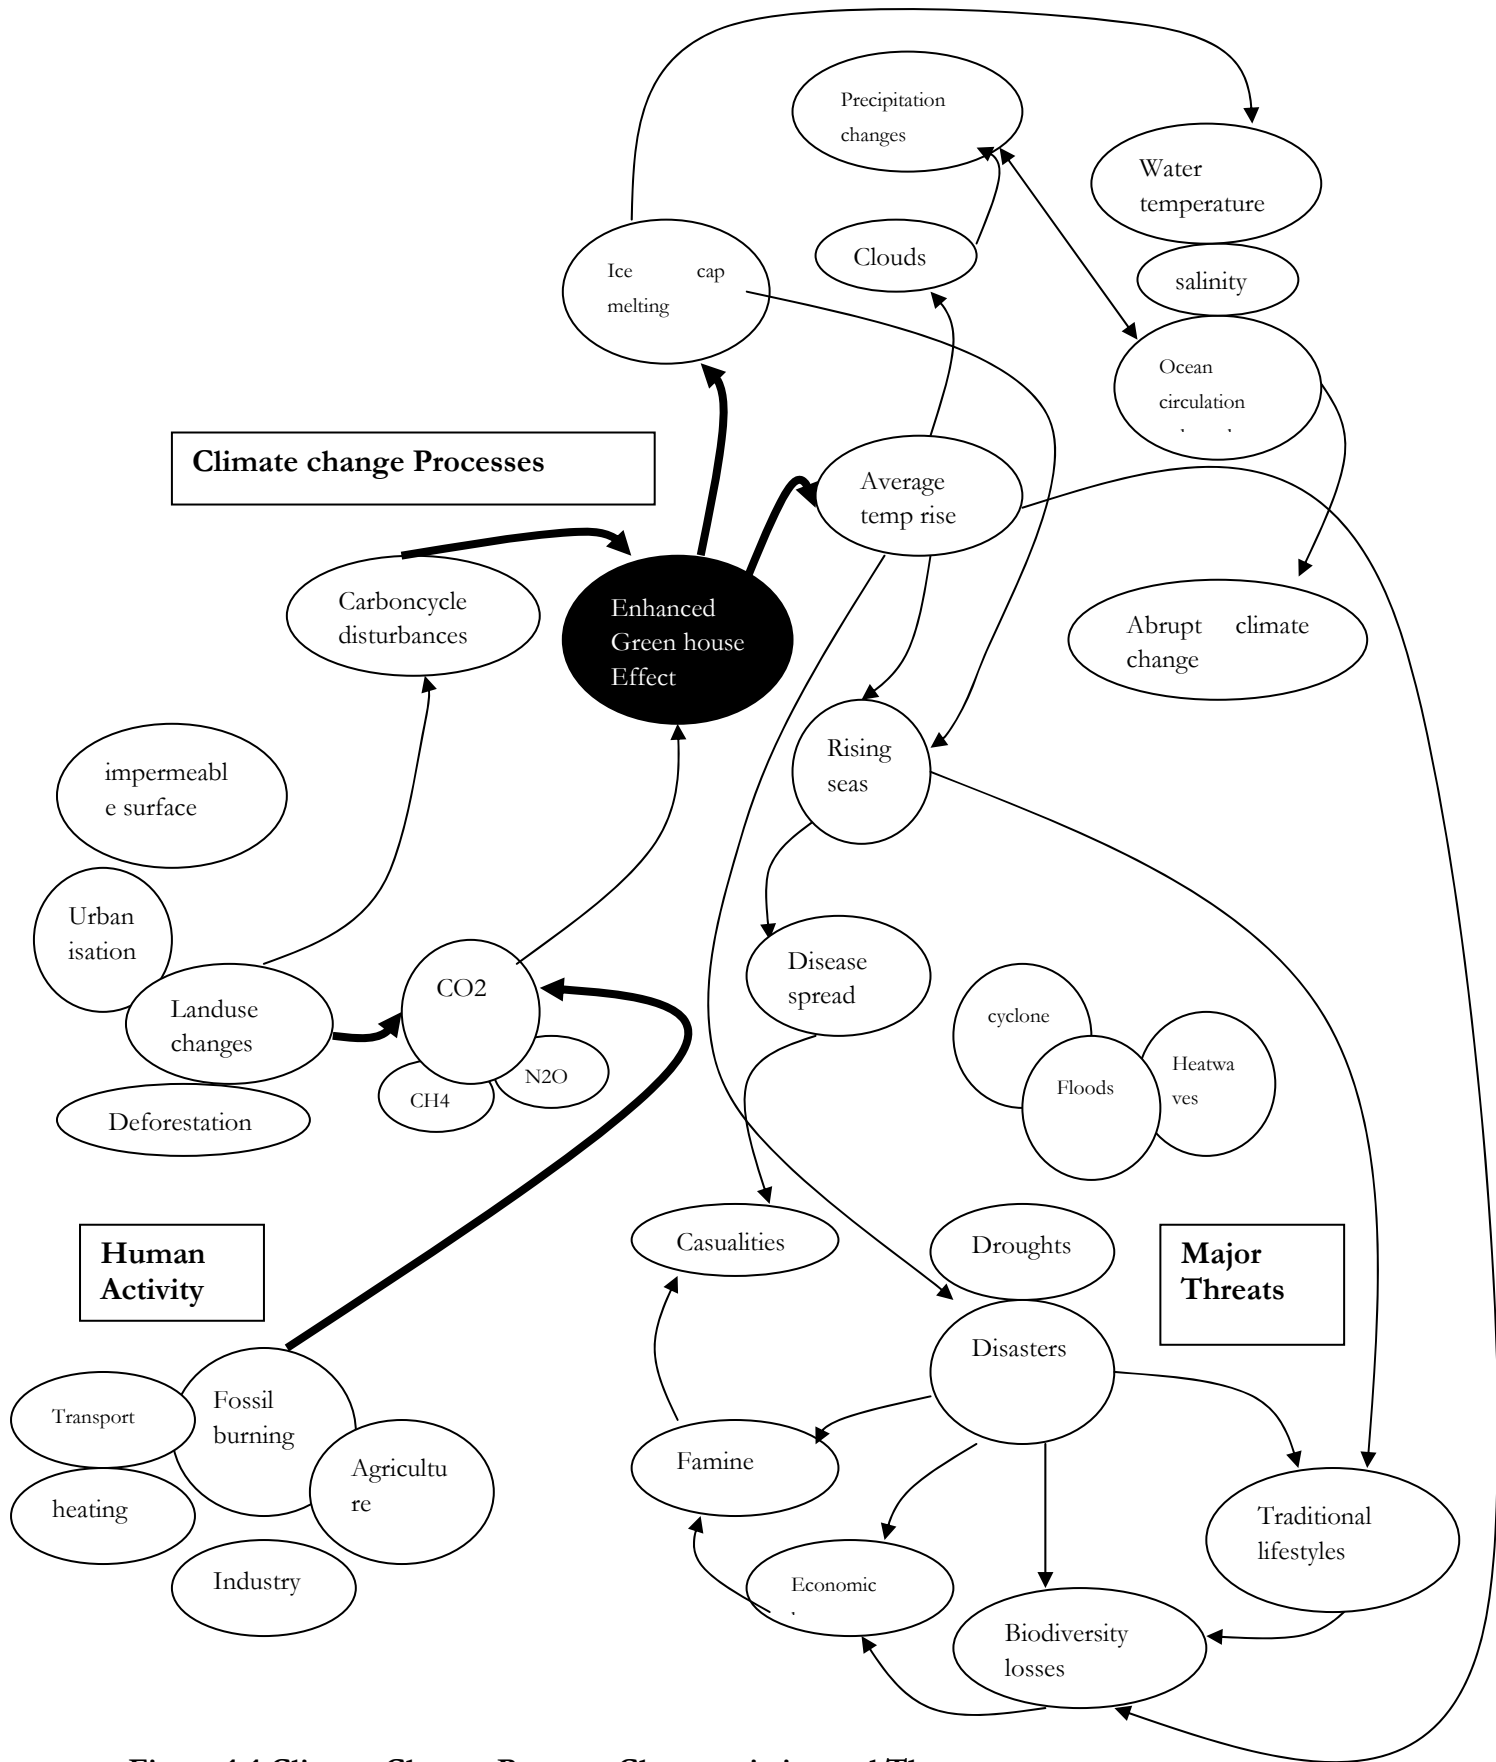 Precipitation
changes
Water
temperature
Clouds
salinity
Ice cap
melting
Ocean
circulation
Climate change Processes
Average
temp rise
Carboncycle
disturbances
Enhanced
Green house
Effect
Abrupt climate
change
impermeabl
e surface
Rising
seas
Urban
isation
Disease
spread
CO2
Landuse
changes
cyclone
Heatwa
ves
Floods
N2O
CH4
Deforestation
Human
Activity
Casualities
Droughts
Major
Threats
Disasters
Transport
Fossil
burning
Famine
Agricultu
re
heating
Traditional
lifestyles
Industry
Economic
Biodiversity
losses